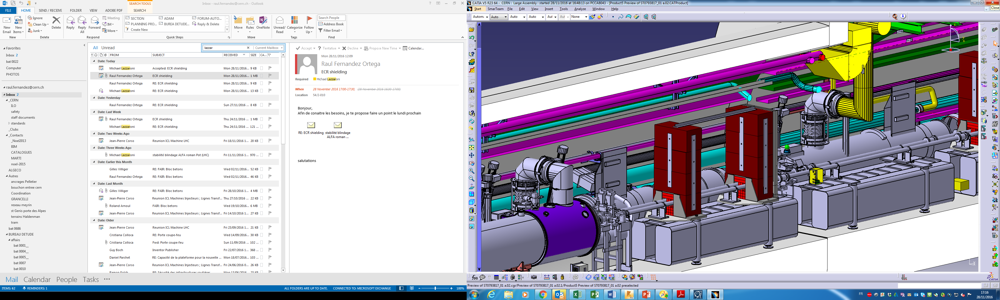 SEARCH TOOLS
Inbox - raul.fernandez@cern.ch - Outlook
FILE HOME SEND / RECEIVE FOLDER VIEW ADOBE PDF SEARCH
New Email
New Items
Ignore
Clean Up
Junk
Delete
Reply
Reply All
Forward
Meeting
IM
More
SECTION ADAM FORUM-AUTO...
PLANNING PRO... BUREA DETUDE... Reply & Delete
Create New
Move Rules OneNote
Unread/ Read
Categorize
Follow Up
Search People
Address Book
Filter Email
New Delete Respond Quick Steps Move Tags Find
Favorites
Inbox 2
bat 0022
Computer
PHOTOS
raul.fernandez@cern.ch
Inbox 2
_CERN
ILO
safety
staff documents
standards
_Clubs
_Contacts
_Noel2013
BIM
CATALOGUES
MARTI
noel-2015
ALGECO
Autres
ancrages Pelletier
bouchon entree cern
Coordination
GRANCELLI
reseau meyrin
st Genis porte des Alpes
terrains Haldenman
tram
bat 0686
BUREAU DETUDE
affairs
bat 0001__
bat 0004__
bat 0005__
bat 0007
bat 0010
All Unread
lazzar
Current Mailbox
FROM SUBJECT RECEIVED SIZE CA...
Date: Today
Michael Lazzaroni Accepted: ECR shielding Mon 28/11/2016... 9 KB
Raul Fernandez Ortega ECR shielding Mon 28/11/2016... 1 MB
Raul Fernandez Ortega RE: ECR shielding Mon 28/11/2016... 9 KB
Michael Lazzaroni RE: ECR shielding Mon 28/11/2016... 13 KB
Date: Yesterday
Raul Fernandez Ortega RE: ECR shielding Sun 27/11/2016 ... 8 KB
Date: Last Week
Raul Fernandez Ortega ECR shielding Thu 24/11/2016 ... 1 MB
Michael Lazzaroni RE: ECR shielding Thu 24/11/2016 ... 121 ...
Date: Two Weeks Ago
Jean-Pierre Corso Reunion ICL Machine LHC Fri 18/11/2016 1... 20 KB
Date: Three Weeks Ago
Michael Lazzaroni stabilité blindage ALFA roman Pot (LHC) Fri 11/11/2016 1... 970 ...
Date: Earlier this Month
Gilles Villiger RE: FAIR: Bloc betons Wed 02/11/2016... 52 KB
Raul Fernandez Ortega RE: FAIR: Bloc betons Wed 02/11/2016... 46 KB
Date: Last Month
Gilles Villiger RE: FAIR: Bloc betons Fri 28/10/2016 1... 4 MB
Jean-Pierre Corso Reunion ICL Machines Injecteurs ; Lignes Transf... Thu 27/10/2016 ... 22 KB
Roland Arnoul FAIR: Bloc betons Wed 19/10/2016 ... 6 MB
Jean-Pierre Corso Reunion ICL Machines Injecteurs ; Lignes Transf... Fri 14/10/2016 1... 27 KB
Date: Older
Jean-Pierre Corso Reunion ICL Machine LHC Fri 23/09/2016 1... 21 KB
Cristiana Colloca RE: Porte coupe-feu Wed 14/09/2016... 30 KB
Cristiana Colloca Fwd: Porte coupe-feu Sun 11/09/2016 ... 102 ...
Guy Boch Inventor Publisher Fri 22/07/2016 1... 368 ...
Daniel Parchet RE: Capacité de la plateforme pour la nouvelle ... Mon 18/07/2016... 103 ...
Jean-Pierre Corso Reunion ICL Machines Injecteurs ; Lignes Transf... Fri 24/06/2016 0... 26 KB
Accept Tentative Decline Propose New Time Calendar...
Mon 28/11/2016 12:09
Raul Fernandez Ortega
ECR shielding
Required Michael Lazzaroni
When 28 November 2016 17:00-17:30, (28 November 2016 16:30-17:00)
Location 54/2-010
Bonjour,
Afin de conaitre les besoins, je te propose faire un point le lundi prochain
RE: ECR shielding stabilité blindage
ALFA roman ...
salutations
Mail Calendar People Tasks
ITEMS: 62 REMINDERS: 1 ALL FOLDERS ARE UP TO DATE. CONNECTED TO: MICROSOFT EXCHANGE 100%
CATIA V5 R23 64 - CERN : Large Assembly : started 28/11/2016 at 16:48:13 on PCCA8043 - [Product5 Preview of ST0793817_01 a.02.CATProduct]
Close
Start SmarTeam File Edit View Insert Tools Analyze Window Help
Autom Auto Auto Auto Aut Aut None
CATIA
Preview of ST0793817_01 a.02.cgr/Preview of ST0793817_01 a.02.1/Product5 Preview of ST0793817_01 a.02 preselected
FR
17:16
28/11/2016